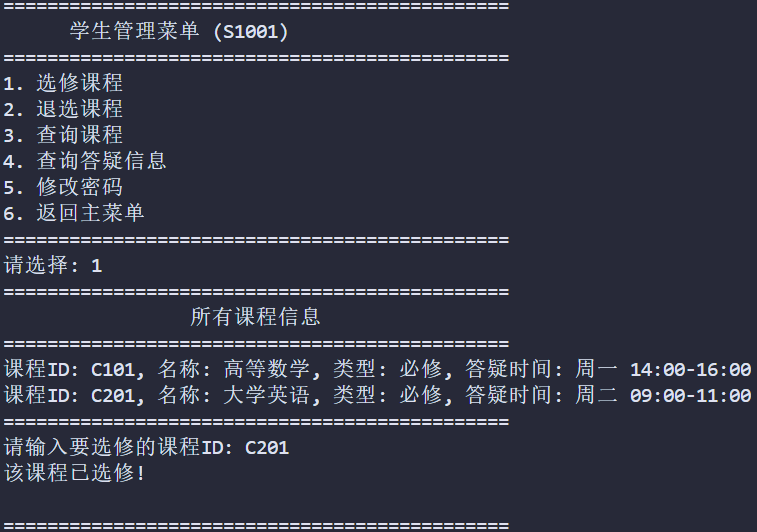 ==============================================
学生管理菜单 (S1001)
==============================================
1. 选修课程
2. 退选课程
3. 查询课程
4. 查询答疑信息
5. 修改密码
6. 返回主菜单
==============================================
请选择: 1
==============================================
所有课程信息
==============================================
课程ID: C101, 名称: 高等数学, 类型: 必修, 答疑时间: 周一 14:00-16:00
课程ID: C201, 名称: 大学英语, 类型: 必修, 答疑时间: 周二 09:00-11:00
==============================================
请输入要选修的课程ID: C201
该课程已选修!
==============================================